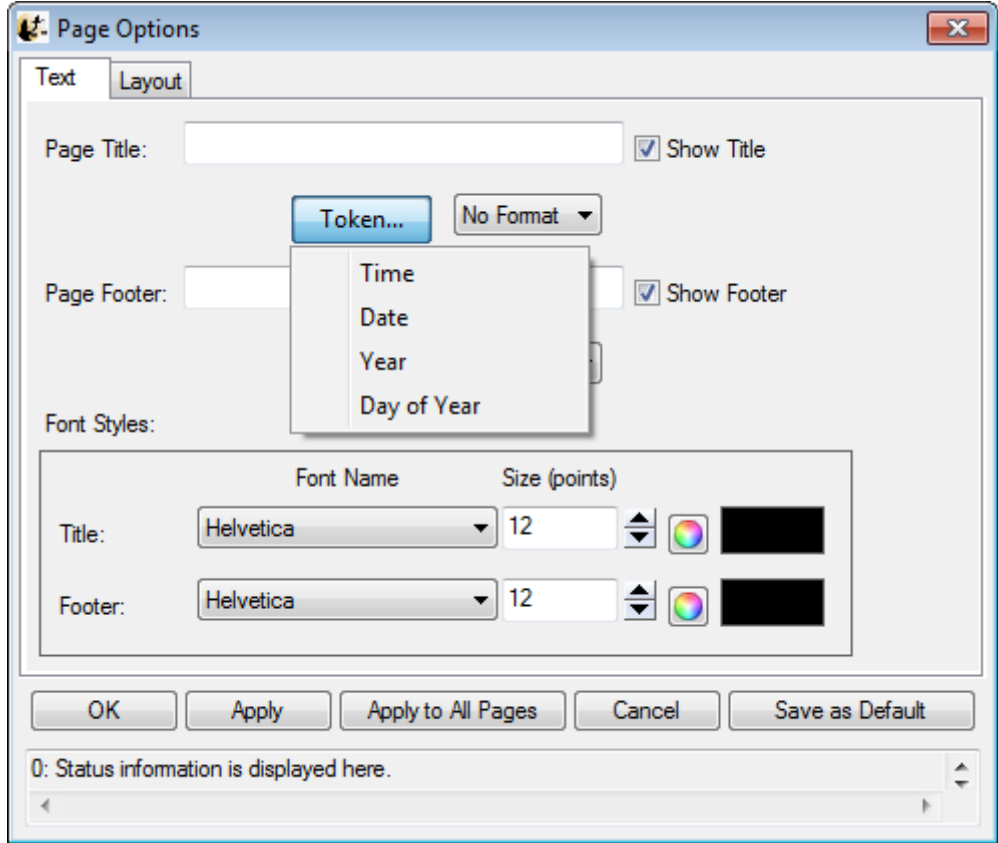 Page Options
Text Layout
Page Title: Show Title
Token... No Format
Time
Page Footer: Show Footer
Date
Year
Day of Year
Font Styles:
Font Name Size (points)
Title: Helvetica 12
Footer: Helvetica 12
OK Apply Apply to All Pages Cancel Save as Default
0: Status information is displayed here.